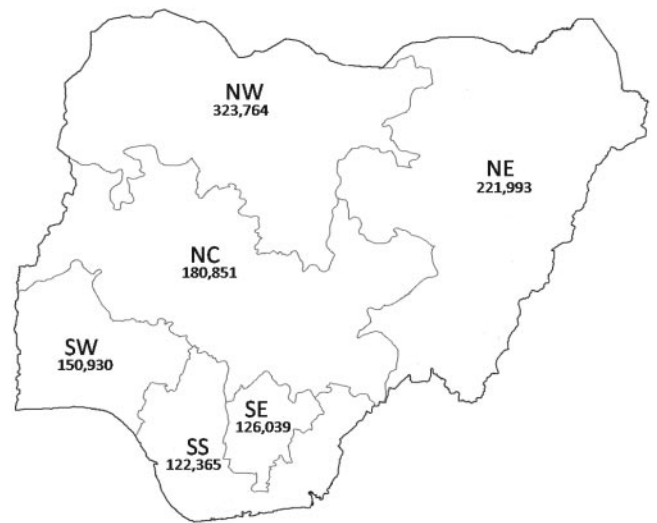 NW
323,764
NE
221,993
NC
180,851
SW
150,930
SE
126,039
SS
122,365